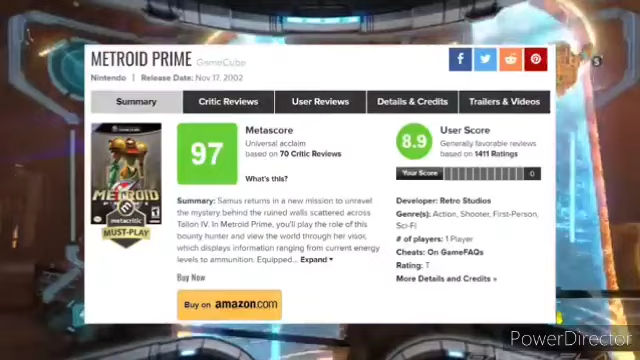 METROID PRIME GameCube
Nintendo | Release Date: Nov 17, 2002
Summary Critic Reviews User Reviews Details & Credits Trailers & Videos
METROID
PRIME
metacritic
MUST-PLAY
97
Metascore
Universal acclaim
based on 70 Critic Reviews
What's this?
8.9
User Score
Generally favorable reviews
based on 1411 Ratings
Your Score 0
Summary: Samus returns in a new mission to unravel
the mystery behind the ruined walls scattered across
Tallon IV. In Metroid Prime, you'll play the role of this
bounty hunter and view the world through her visor,
which displays information ranging from current energy
levels to ammunition. Equipped... Expand
Buy Now
Buy on amazon.com
Developer: Retro Studios
Genre(s): Action, Shooter, First-Person,
Sci-Fi
# of players: 1 Player
Cheats: On GameFAQs
Rating: T
More Details and Credits »
PowerDirector